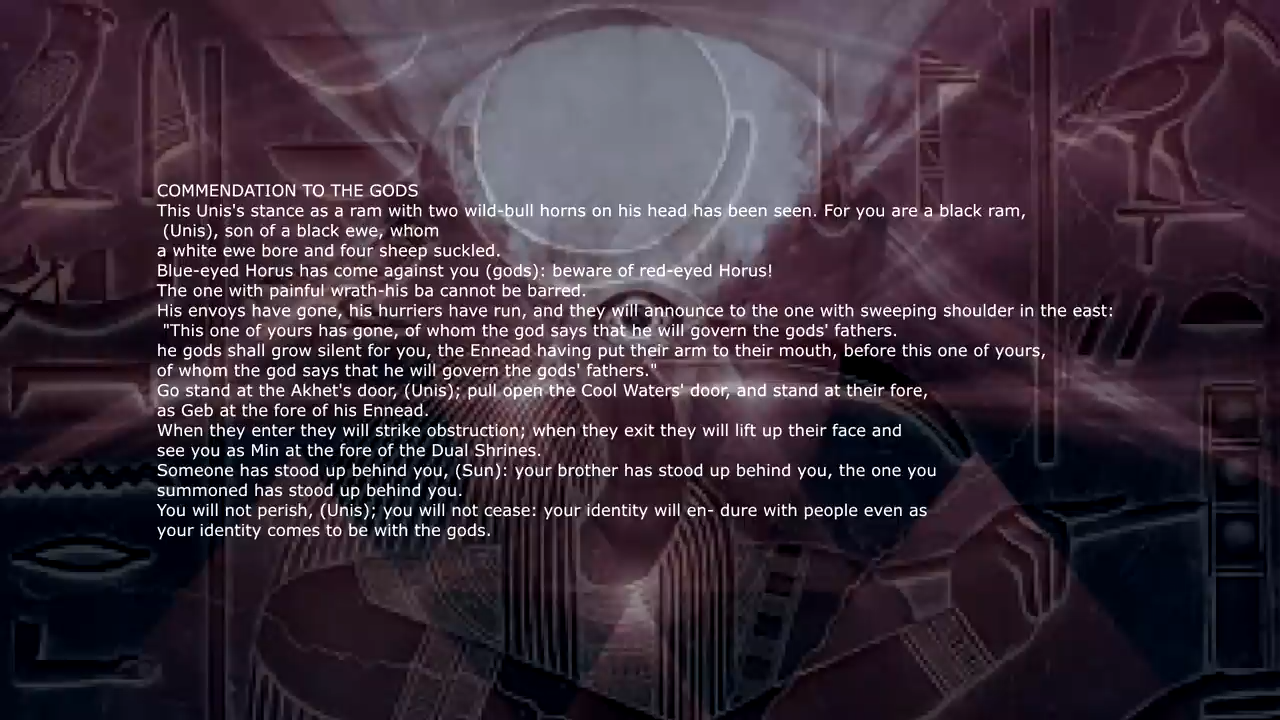 COMMENDATION TO THE GODS
This Unis's stance as a ram with two wild-bull horns on his head has been seen. For you are a black ram,
(Unis), son of a black ewe, whom
a white ewe bore and four sheep suckled.
Blue-eyed Horus has come against you (gods): beware of red-eyed Horus!
The one with painful wrath-his ba cannot be barred.
His envoys have gone, his hurriers have run, and they will announce to the one with sweeping shoulder in the east:
"This one of yours has gone, of whom the god says that he will govern the gods' fathers.
he gods shall grow silent for you, the Ennead having put their arm to their mouth, before this one of yours,
of whom the god says that he will govern the gods' fathers."
Go stand at the Akhet's door, (Unis); pull open the Cool Waters' door, and stand at their fore,
as Geb at the fore of his Ennead.
When they enter they will strike obstruction; when they exit they will lift up their face and
see you as Min at the fore of the Dual Shrines.
Someone has stood up behind you, (Sun): your brother has stood up behind you, the one you
summoned has stood up behind you.
You will not perish, (Unis); you will not cease: your identity will en- dure with people even as
your identity comes to be with the gods.